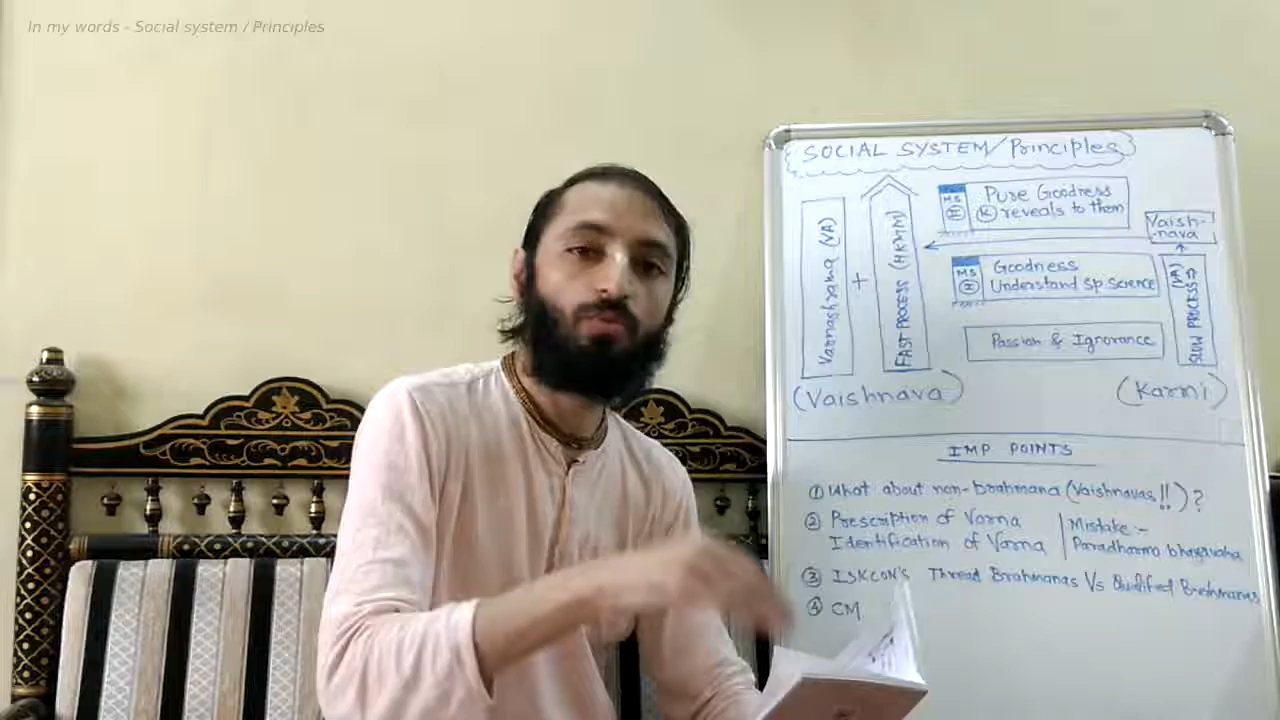 In my words - Social system / Principles
SOCIAL SYSTEM/Principles
Varnashrama (VA)
+
FAST PROCESS (HKMM)
MS
Pure Goodness
K reveals to them
Vaish-
-nava
MS
Goodness
Understand Sp Science
SLOW PROCESS (VA)
Passion & Ignorance
(Vaishnava)
(Karmi)
IMP POINTS
① What about non-brahmana (Vaishnavas!!)?
② Prescription of Varna
Identification of Varna
Mistake:-
Paradharmo bhayavaha
③ ISKCON's Thread Brahmanas Vs Qualified Brahmanas
④ CM